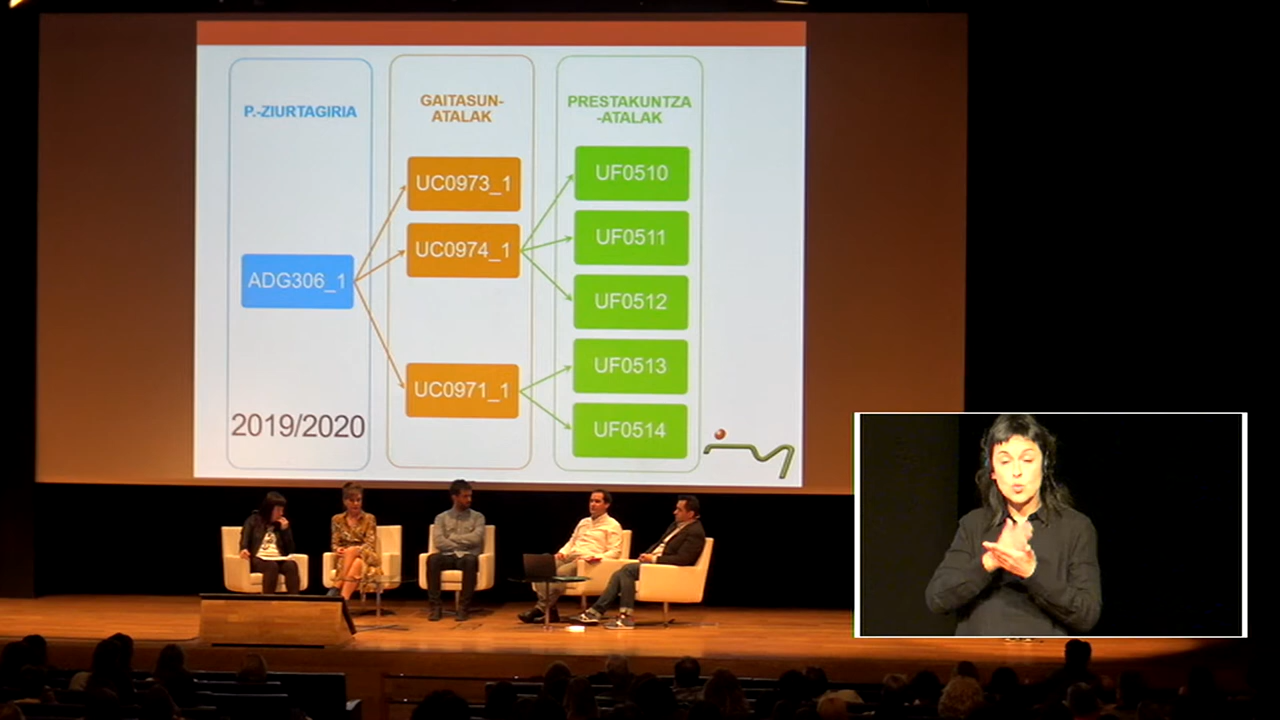 P.-ZIURTAGIRIA
ADG306_1
2019/2020
GAITASUN-
ATALAK
UC0973_1
UC0974_1
UC0971_1
PRESTAKUNTZA
-ATALAK
UF0510
UF0511
UF0512
UF0513
UF0514